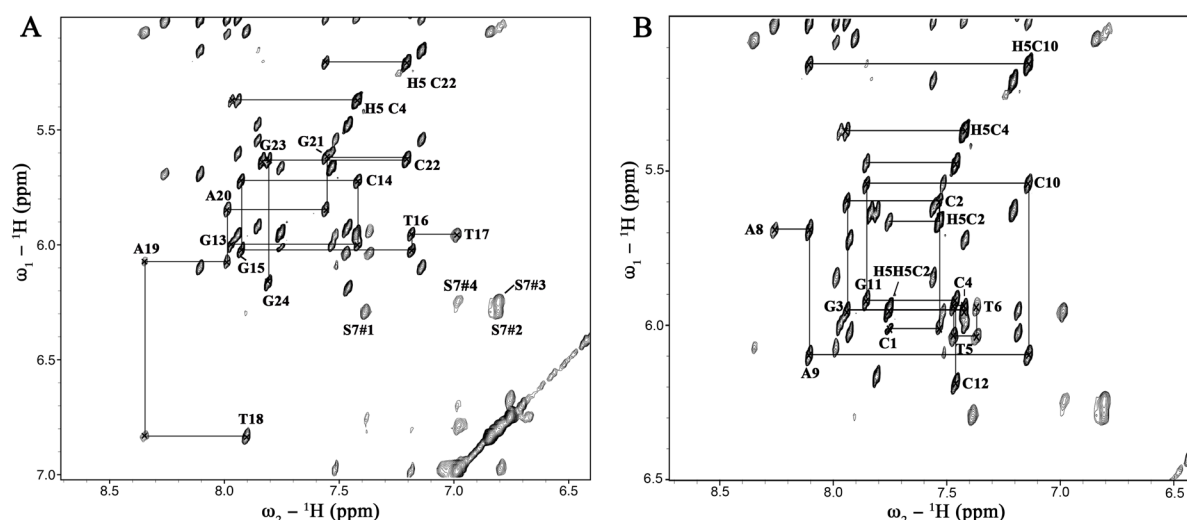 A
H5 C22
H5 C4
G23
G21
C22
C14
A20
T16
T17
G13
A19
G15
G24
S7#4
S7#3
S7#1
S7#2
T18
5.5
6.0
6.5
7.0
8.5
8.0
7.5
7.0
6.5
ω1 – 1H (ppm)
ω2 – 1H (ppm)
B
H5C10
H5C4
C10
C2
H5C2
A8
H5H5C2
G11
C4
G3
T6
C1
T5
A9
C12
5.5
6.0
6.5
8.5
8.0
7.5
7.0
6.5
ω1 – 1H (ppm)
ω2 – 1H (ppm)